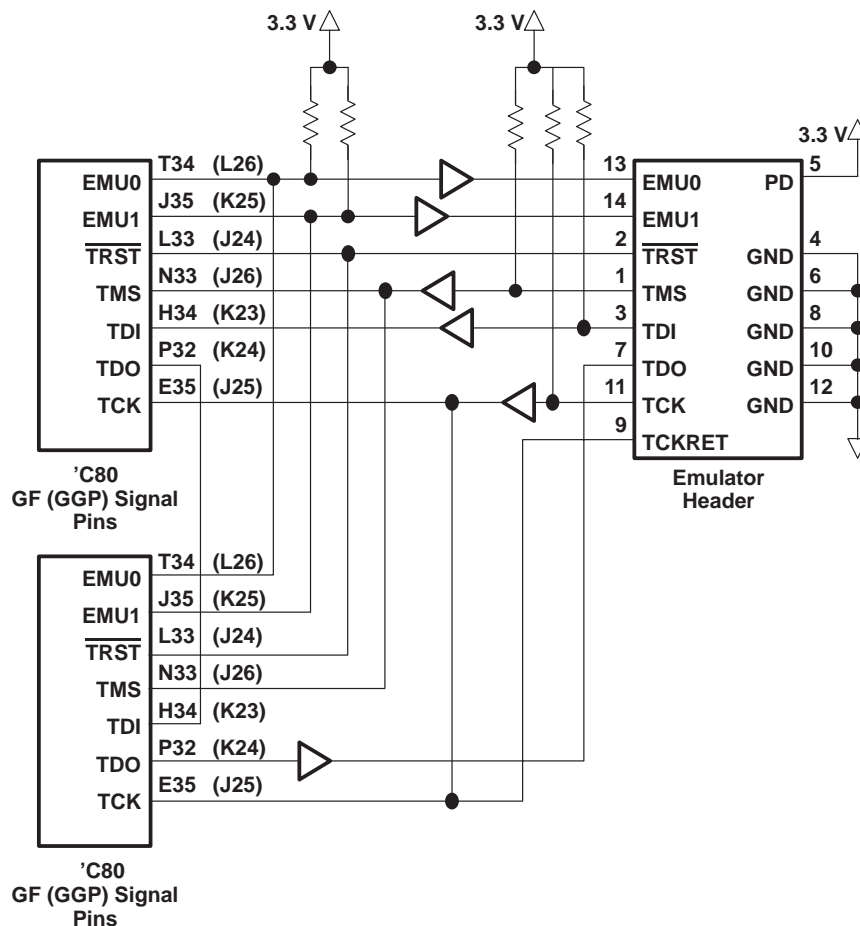 3.3 V
3.3 V
3.3 V
EMU0 T34 (L26)
EMU1 J35 (K25)
TRST L33 (J24)
TMS N33 (J26)
TDI H34 (K23)
TDO P32 (K24)
TCK E35 (J25)
'C80
GF (GGP) Signal
Pins
13 EMU0
14 EMU1
2 TRST
1 TMS
3 TDI
7 TDO
11 TCK
9 TCKRET
PD 5
GND 4
GND 6
GND 8
GND 10
GND 12
Emulator
Header
EMU0 T34 (L26)
EMU1 J35 (K25)
TRST L33 (J24)
TMS N33 (J26)
TDI H34 (K23)
TDO P32 (K24)
TCK E35 (J25)
'C80
GF (GGP) Signal
Pins